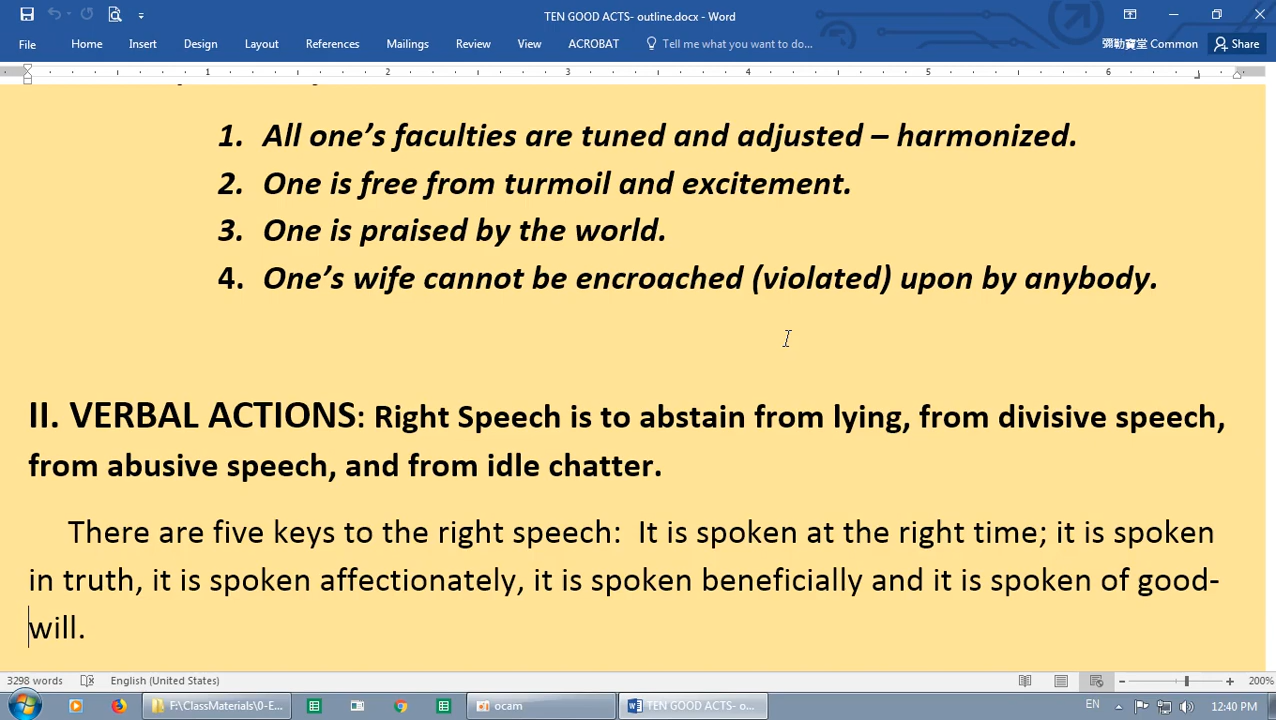 TEN GOOD ACTS- outline.docx - Word
File Home Insert Design Layout References Mailings Review View ACROBAT Tell me what you want to do... 彌勒寶堂 Common Share
1 2 3 4 5 6
1. All one’s faculties are tuned and adjusted – harmonized.
2. One is free from turmoil and excitement.
3. One is praised by the world.
4. One’s wife cannot be encroached (violated) upon by anybody.
II. VERBAL ACTIONS: Right Speech is to abstain from lying, from divisive speech,
from abusive speech, and from idle chatter.
There are five keys to the right speech:  It is spoken at the right time; it is spoken
in truth, it is spoken affectionately, it is spoken beneficially and it is spoken of good-
will.
3298 words English (United States) 200%
F:\ClassMaterials\0-E... ocam TEN GOOD ACTS- o... EN 12:40 PM